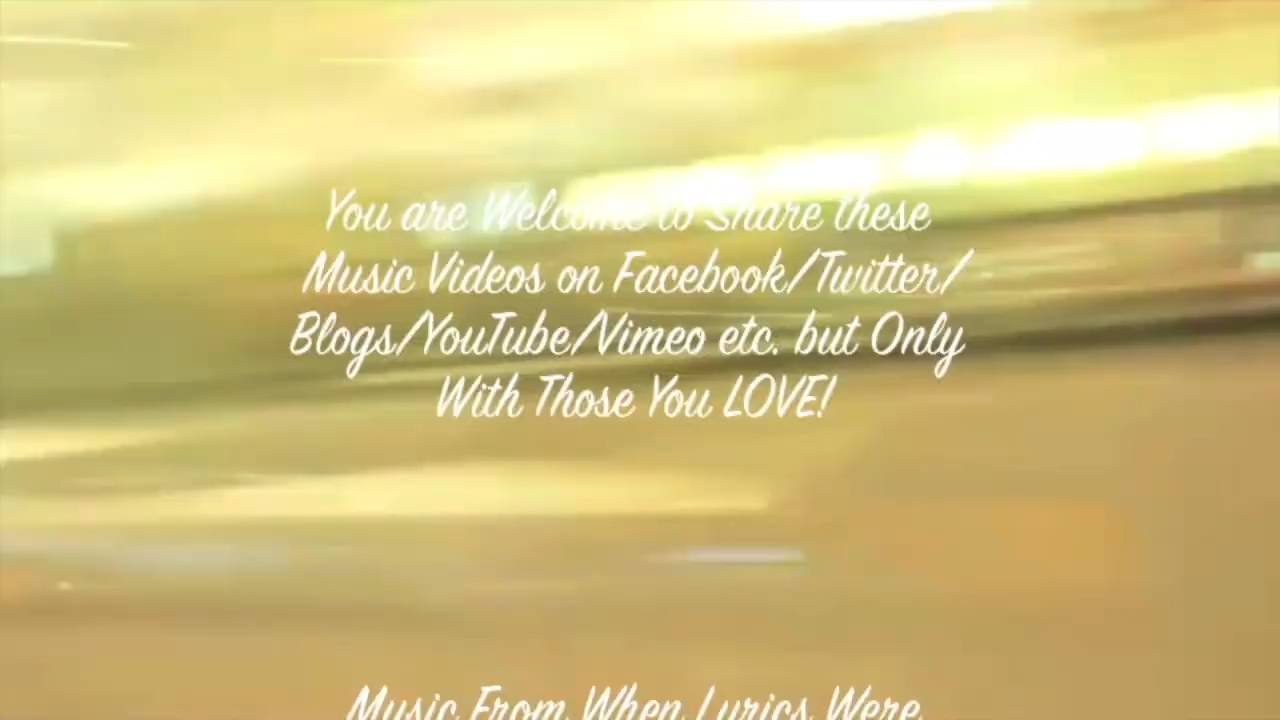 You are Welcome to Share these
Music Videos on Facebook/Twitter/
Blogs/YouTube/Vimeo etc. but Only
With Those You LOVE!
Music From When Lyrics Were